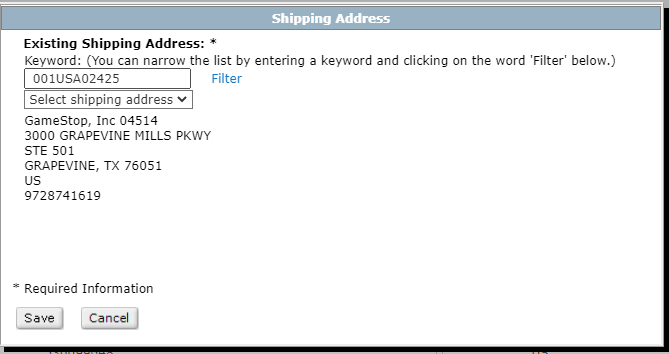 Shipping Address
Existing Shipping Address: *
Keyword: (You can narrow the list by entering a keyword and clicking on the word 'Filter' below.)
001USA02425 Filter
Select shipping address
GameStop, Inc 04514
3000 GRAPEVINE MILLS PKWY
STE 501
GRAPEVINE, TX 76051
US
9728741619
* Required Information
Save Cancel